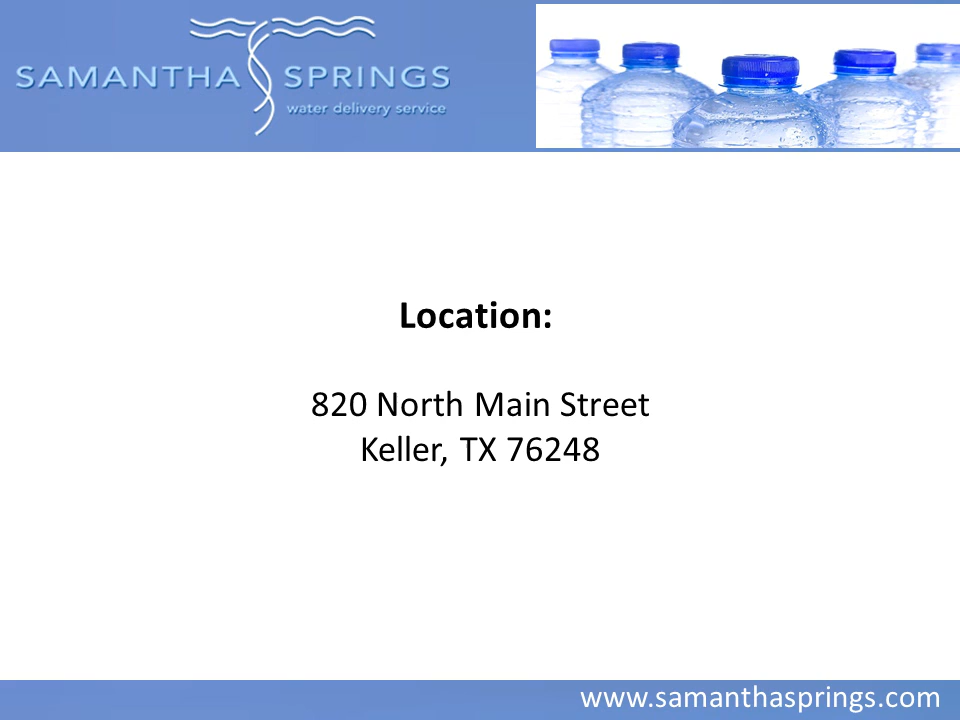 SAMANTHA SPRINGS
water delivery service
Location:
820 North Main Street
Keller, TX 76248
www.samanthasprings.com